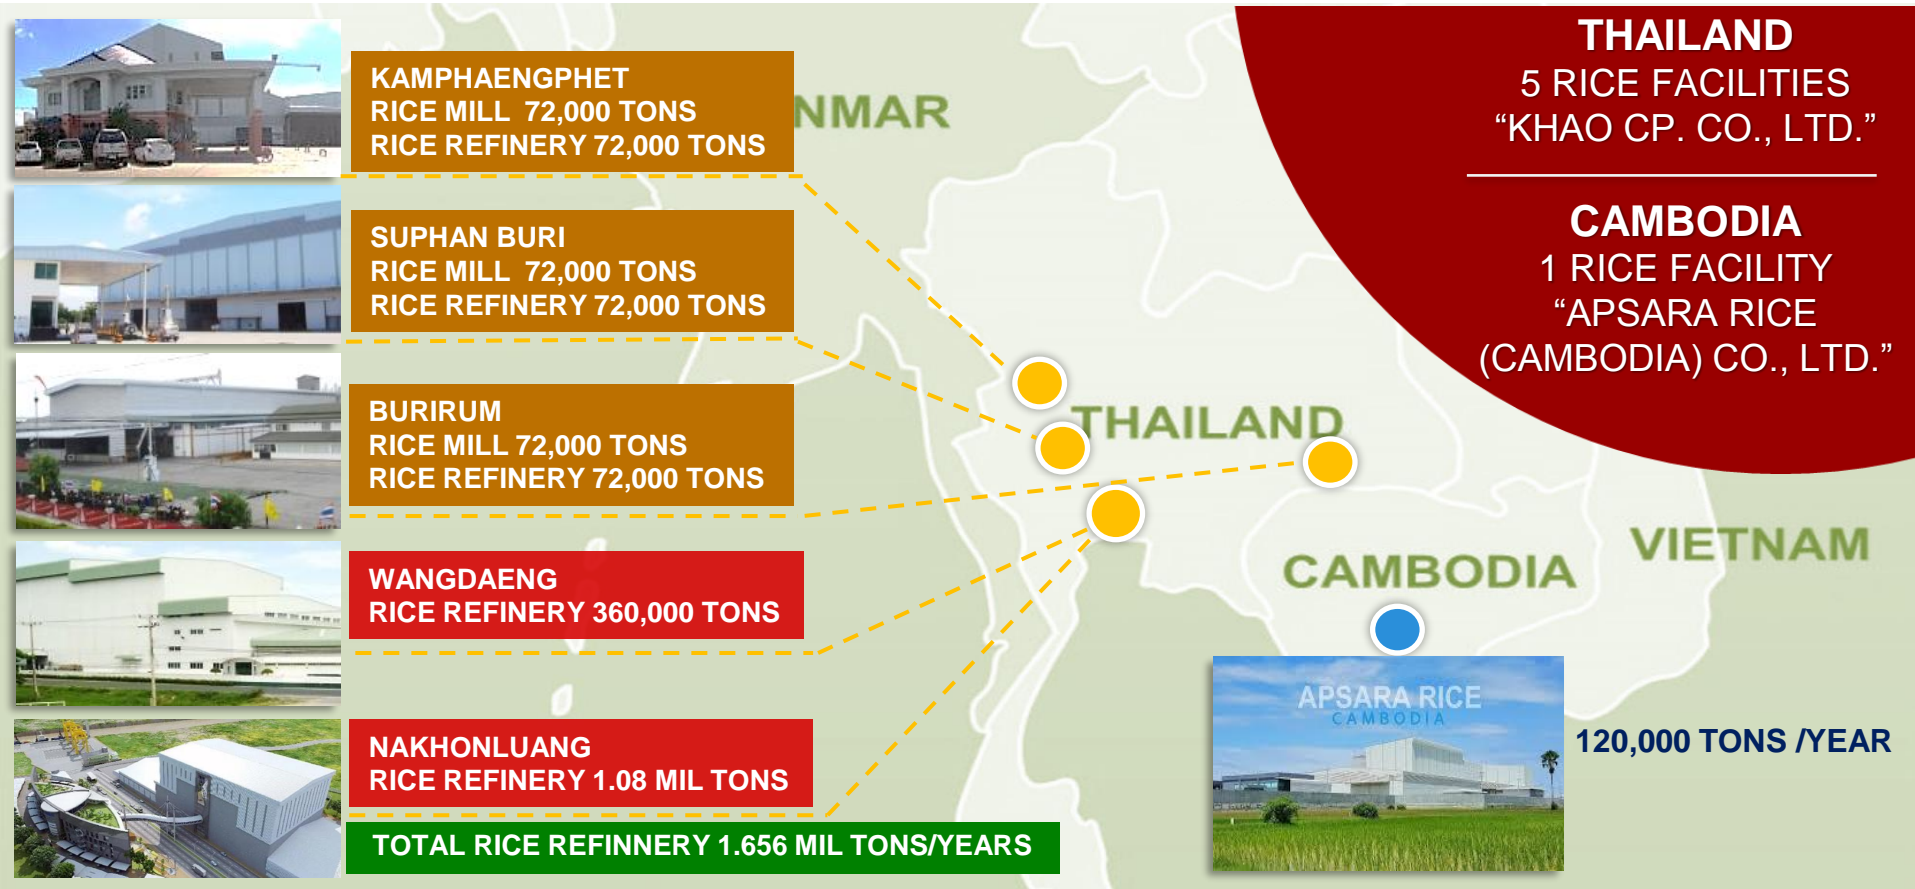 KAMPHAENGPHET
RICE MILL 72,000 TONS
RICE REFINERY 72,000 TONS
SUPHAN BURI
RICE MILL 72,000 TONS
RICE REFINERY 72,000 TONS
BURIRUM
RICE MILL 72,000 TONS
RICE REFINERY 72,000 TONS
WANGDAENG
RICE REFINERY 360,000 TONS
NAKHONLUANG
RICE REFINERY 1.08 MIL TONS
TOTAL RICE REFINNERY 1.656 MIL TONS/YEARS
NMAR
THAILAND
CAMBODIA
VIETNAM
THAILAND
5 RICE FACILITIES
“KHAO CP. CO., LTD.”
CAMBODIA
1 RICE FACILITY
“APSARA RICE
(CAMBODIA) CO., LTD.”
APSARA RICE
CAMBODIA
120,000 TONS /YEAR